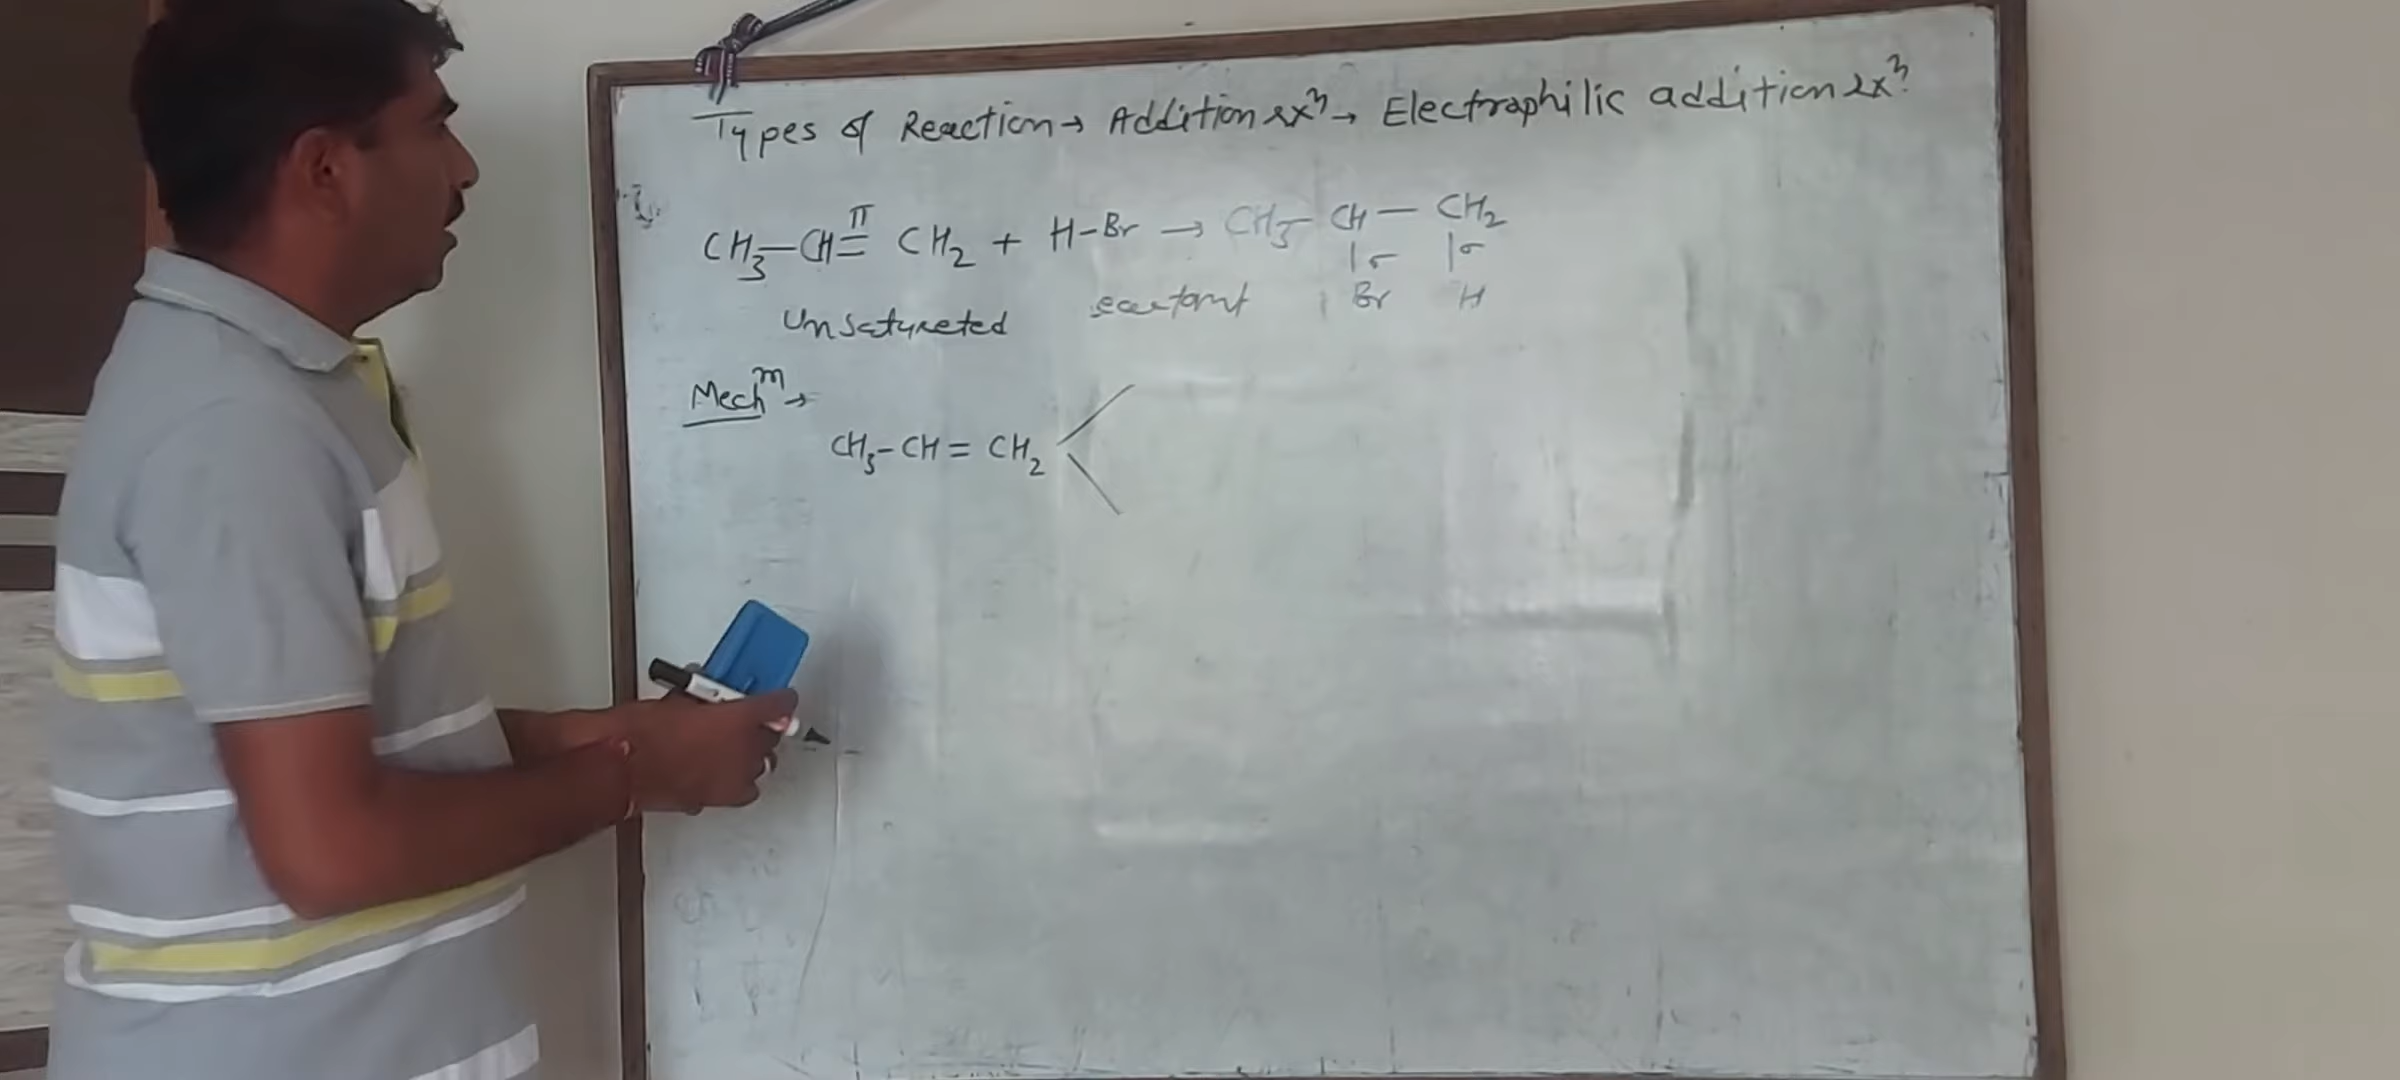 Types of Reaction → Addition rxⁿ → Electrophilic addition rxⁿ
CH₃—CH=CH₂ + H-Br → CH₃-CH—CH₂
π
|σ |σ
Br H
Unsaturated
Mechᵐ →
CH₃-CH=CH₂